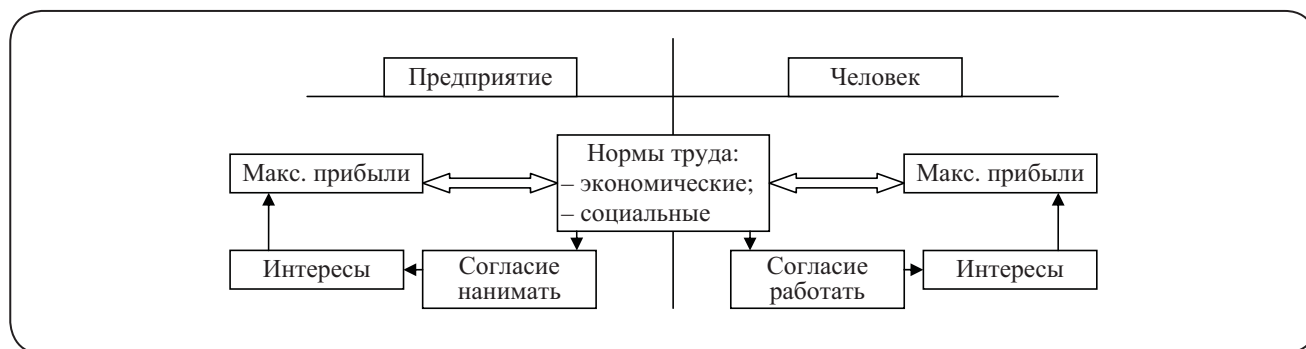 Предприятие
Человек
Нормы труда:
– экономические;
– социальные
Макс. прибыли
Макс. прибыли
Интересы
Согласие
нанимать
Согласие
работать
Интересы